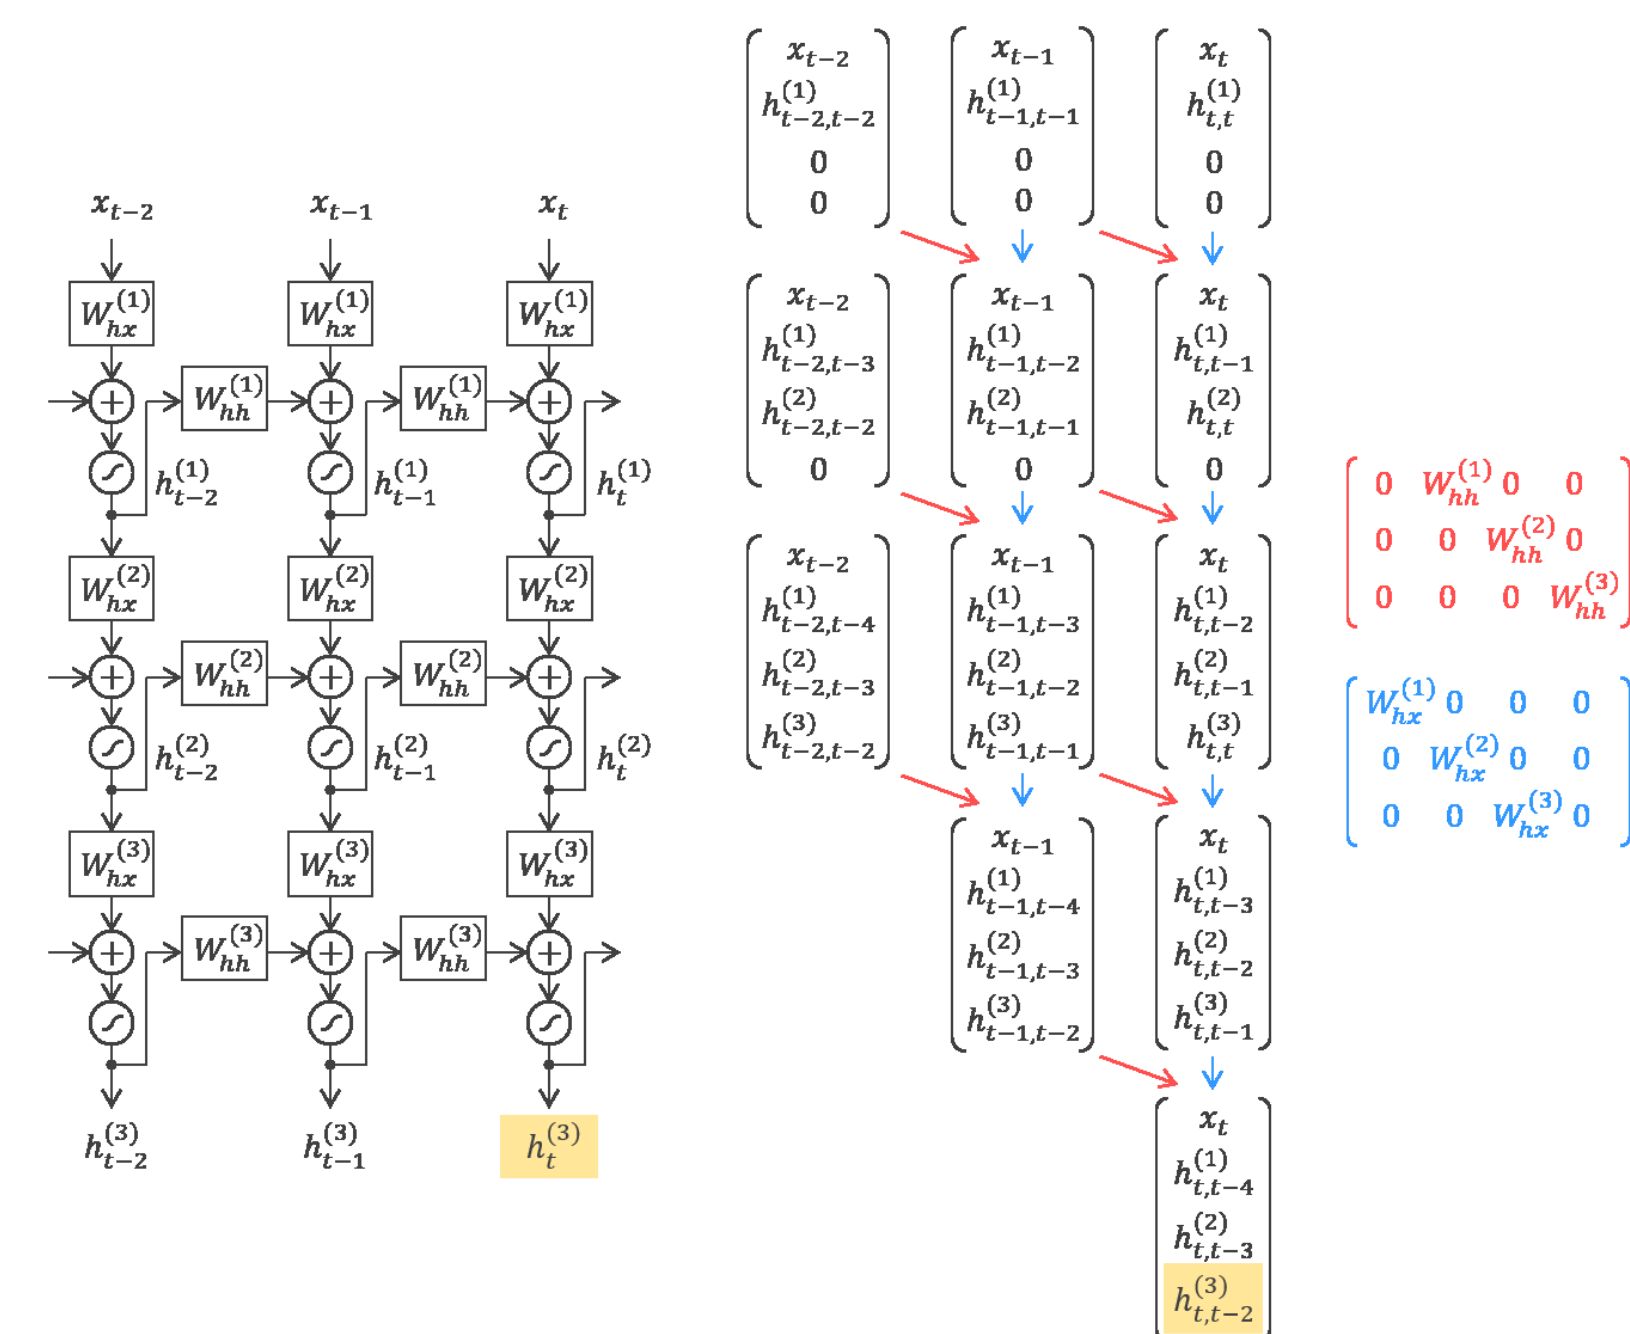 x_{t-2} x_{t-1} x_t
W_{hx}^{(1)} W_{hx}^{(1)} W_{hx}^{(1)}
+ W_{hh}^{(1)} + W_{hh}^{(1)} +
h_{t-2}^{(1)} h_{t-1}^{(1)} h_t^{(1)}
W_{hx}^{(2)} W_{hx}^{(2)} W_{hx}^{(2)}
+ W_{hh}^{(2)} + W_{hh}^{(2)} +
h_{t-2}^{(2)} h_{t-1}^{(2)} h_t^{(2)}
W_{hx}^{(3)} W_{hx}^{(3)} W_{hx}^{(3)}
+ W_{hh}^{(3)} + W_{hh}^{(3)} +
h_{t-2}^{(3)} h_{t-1}^{(3)} h_t^{(3)}
x_{t-2} x_{t-1} x_t
h_{t-2,t-2}^{(1)} h_{t-1,t-1}^{(1)} h_{t,t}^{(1)}
0 0 0
0 0 0
x_{t-2} x_{t-1} x_t
h_{t-2,t-3}^{(1)} h_{t-1,t-2}^{(1)} h_{t,t-1}^{(1)}
h_{t-2,t-2}^{(2)} h_{t-1,t-1}^{(2)} h_{t,t}^{(2)}
0 0 0
x_{t-2} x_{t-1} x_t
h_{t-2,t-4}^{(1)} h_{t-1,t-3}^{(1)} h_{t,t-2}^{(1)}
h_{t-2,t-3}^{(2)} h_{t-1,t-2}^{(2)} h_{t,t-1}^{(2)}
h_{t-2,t-2}^{(3)} h_{t-1,t-1}^{(3)} h_{t,t}^{(3)}
x_{t-1} x_t
h_{t-1,t-4}^{(1)} h_{t,t-3}^{(1)}
h_{t-1,t-3}^{(2)} h_{t,t-2}^{(2)}
h_{t-1,t-2}^{(3)} h_{t,t-1}^{(3)}
x_t
h_{t,t-4}^{(1)}
h_{t,t-3}^{(2)}
h_{t,t-2}^{(3)}
0 W_{hh}^{(1)} 0 0
0 0 W_{hh}^{(2)} 0
0 0 0 W_{hh}^{(3)}
W_{hx}^{(1)} 0 0 0
0 W_{hx}^{(2)} 0 0
0 0 W_{hx}^{(3)} 0